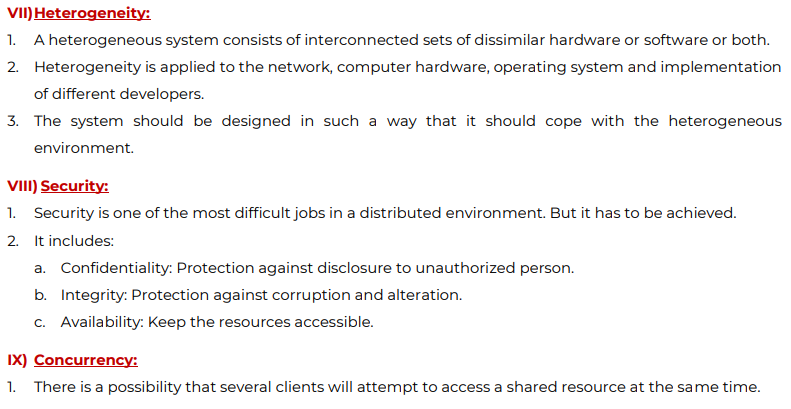 VII) Heterogeneity:
1. A heterogeneous system consists of interconnected sets of dissimilar hardware or software or both.
2. Heterogeneity is applied to the network, computer hardware, operating system and implementation
of different developers.
3. The system should be designed in such a way that it should cope with the heterogeneous
environment.
VIII) Security:
1. Security is one of the most difficult jobs in a distributed environment. But it has to be achieved.
2. It includes:
a. Confidentiality: Protection against disclosure to unauthorized person.
b. Integrity: Protection against corruption and alteration.
c. Availability: Keep the resources accessible.
IX) Concurrency:
1. There is a possibility that several clients will attempt to access a shared resource at the same time.